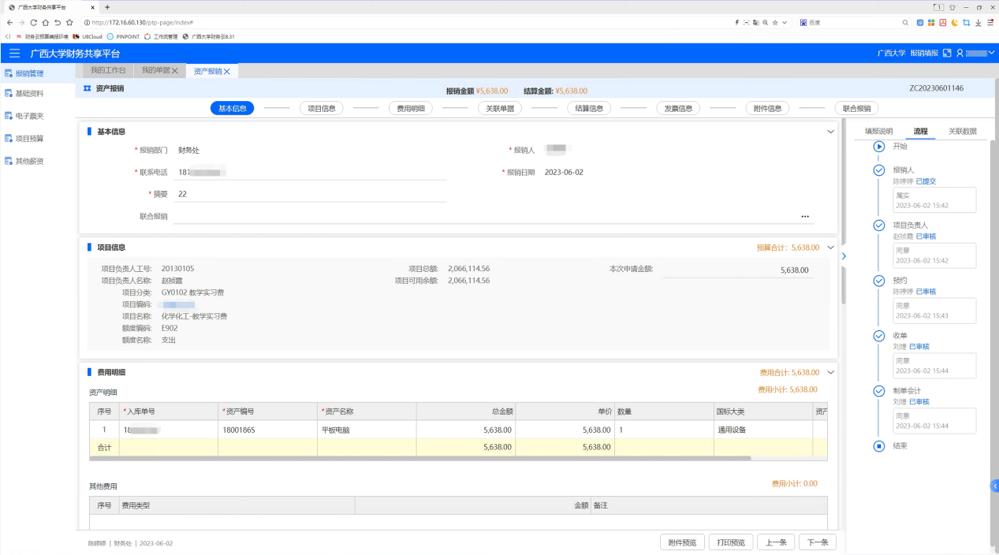 广西大学财务共享平台
http://172.16.60.130/ptp-page/index#
百度
财务云预算编报环境 U8Cloud PINPOINT 工作流管理 广西大学财务云8.31
广西大学财务共享平台
广西大学 报销填报
报销管理
基础资料
电子票夹
项目预算
其他薪资
我的工作台 我的单据 资产报销
资产报销
报销金额 ¥5,638.00 结算金额: ¥5,638.00
ZC20230601146
基本信息 项目信息 费用明细 关联单据 结算信息 发票信息 附件信息 联合报销
基本信息
* 报销部门 财务处
* 报销人
* 联系电话 181
* 报销日期 2023-06-02
* 摘要 22
联合报销 ...
项目信息
预算合计: 5,638.00
项目负责人工号: 20130105
项目总额: 2,066,114.56
本次申请金额: 5,638.00
项目负责人名称: 赵祯霞
项目可用余额: 2,066,114.56
项目分类: GY0102 教学实习费
项目编码:
项目名称: 化学化工-教学实习费
额度编码: E902
额度名称: 支出
费用明细
费用合计: 5,638.00
资产明细
费用小计: 5,638.00
序号 *入库单号 *资产编号 *资产名称 总金额 单价 数量 国标大类 资产
1 18 1800186S 平板电脑 5,638.00 5,638.00 1 通用设备
合计 5,638.00 5,638.00
其他费用
费用小计: 0.00
序号 费用类型 金额 备注
陈婷婷 | 财务处 | 2023-06-02
附件预览 打印预览 上一条 下一条
填报说明 流程 关联数据
开始
报销人
陈婷婷 已提交
属实
2023-06-02 15:42
项目负责人
赵祯霞 已审核
同意
2023-06-02 15:42
预约
陈婷婷 已审核
同意
2023-06-02 15:43
收单
刘婕 已审核
同意
2023-06-02 15:44
制单会计
刘婕 已审核
同意
2023-06-02 15:44
结束